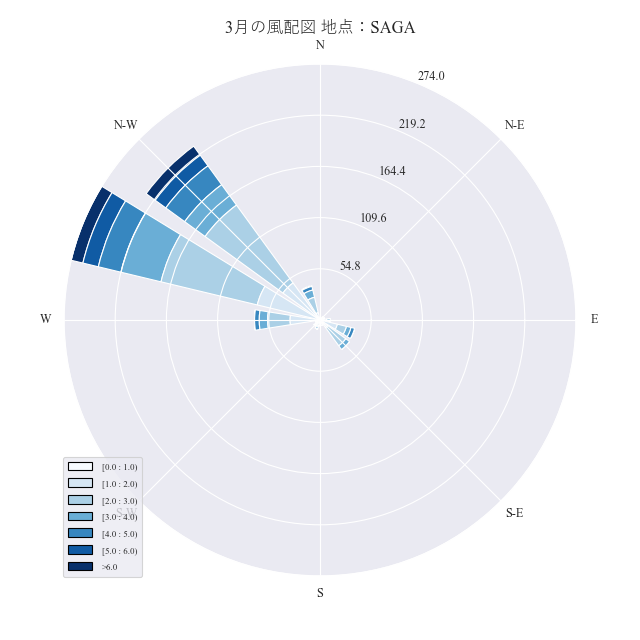 3月の風配図 地点：SAGA
N
274.0
N-W
219.2
N-E
164.4
109.6
54.8
W
E
[0.0 : 1.0)
[1.0 : 2.0)
[2.0 : 3.0)
S-W
[3.0 : 4.0)
S-E
[4.0 : 5.0)
[5.0 : 6.0)
>6.0
S